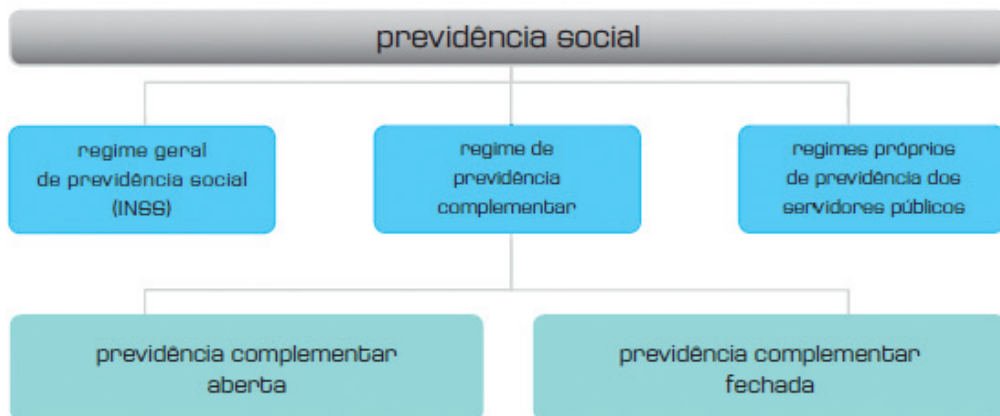 previdência social
regime geral
de previdência social
(INSS)
regime de
previdência
complementar
regimes próprios
de previdência dos
servidores públicos
previdência complementar
aberta
previdência complementar
fechada